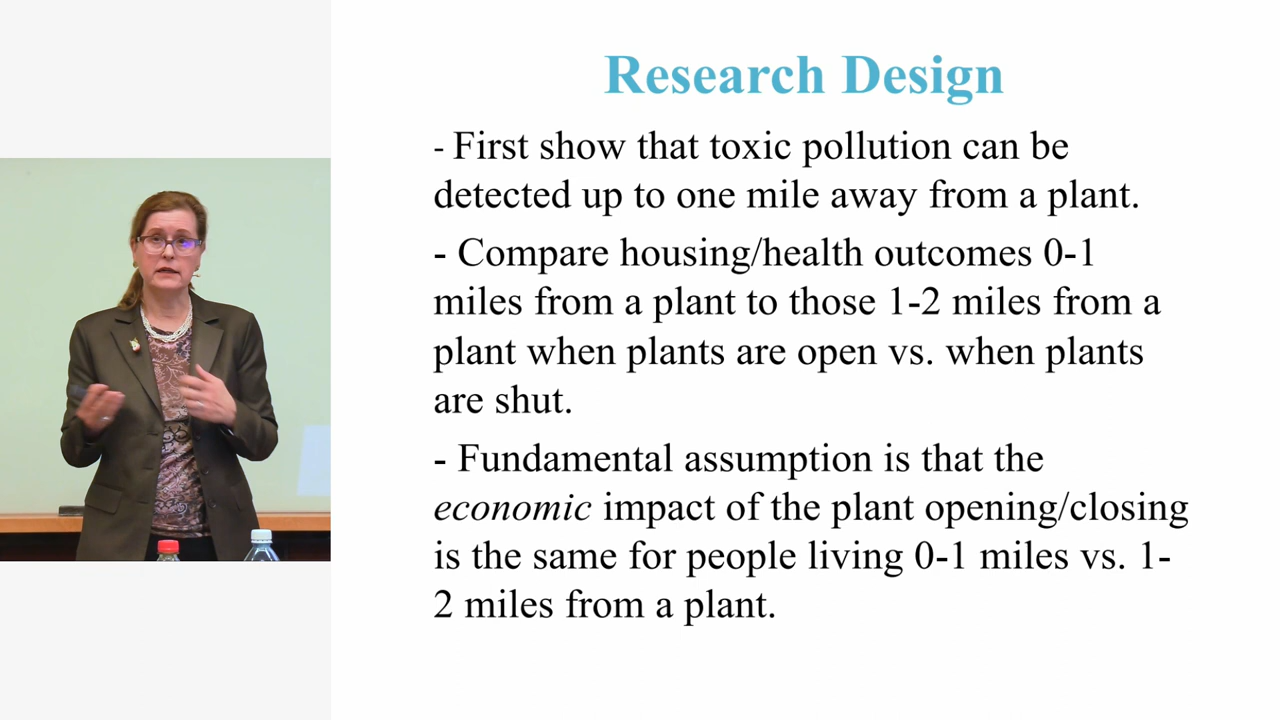 Research Design
- First show that toxic pollution can be
detected up to one mile away from a plant.
- Compare housing/health outcomes 0-1
miles from a plant to those 1-2 miles from a
plant when plants are open vs. when plants
are shut.
- Fundamental assumption is that the
economic impact of the plant opening/closing
is the same for people living 0-1 miles vs. 1-
2 miles from a plant.